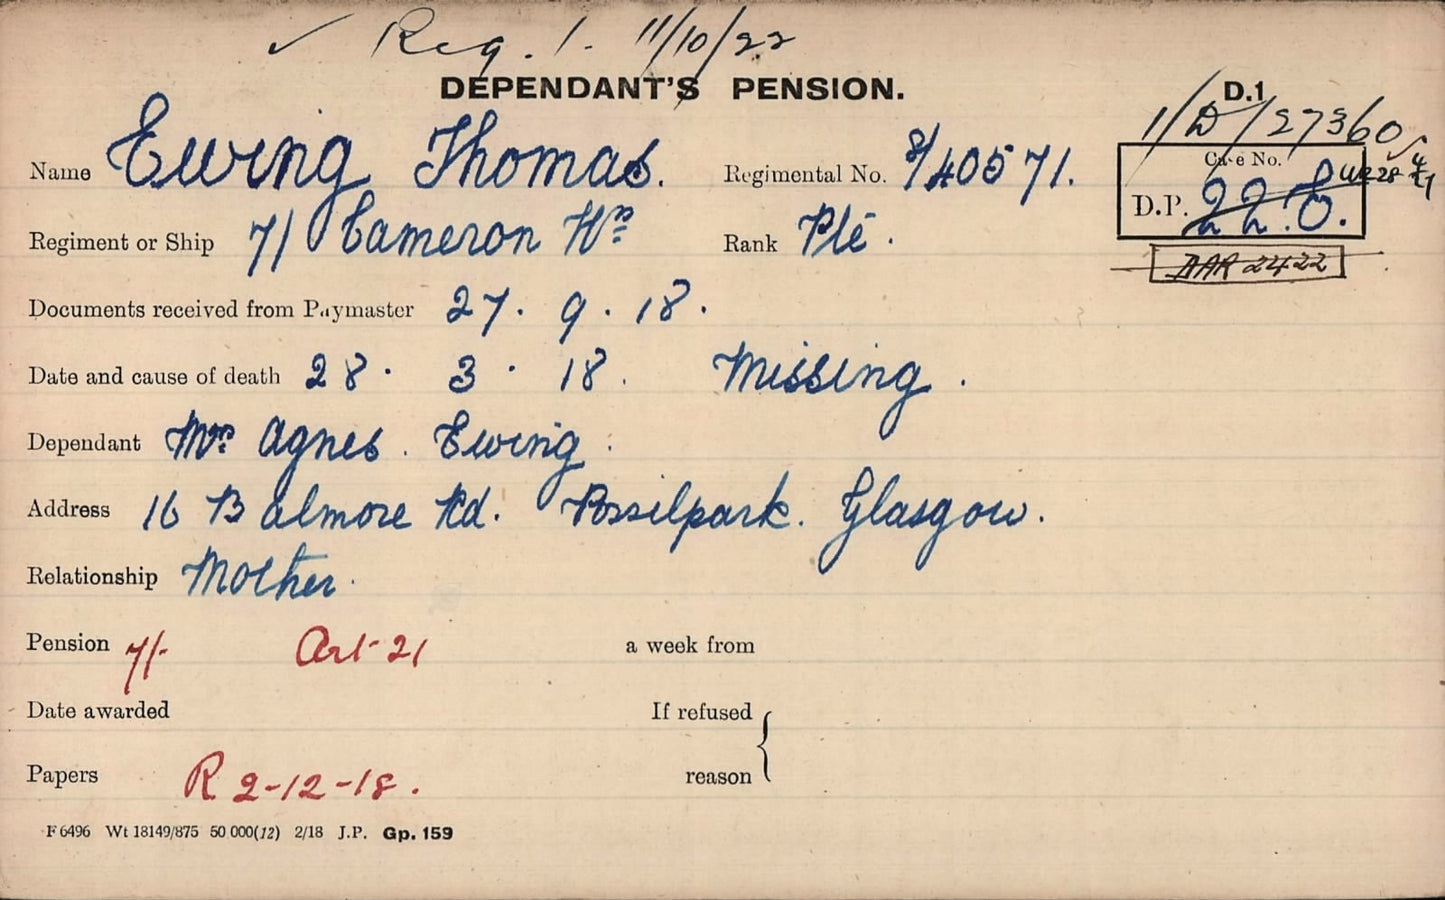 ✓ Reg. 1. 11/10/22
DEPENDANT'S PENSION.
D.1
1/D/27360
Name Ewing Thomas. Regimental No. S/40571.
Case No.
D.P. 228.
Regiment or Ship 7/ Cameron Hrs Rank Pte.
DAR 2422
Documents received from Paymaster 27. 9. 18.
Date and cause of death 28. 3. 18. Missing.
Dependant Mrs Agnes. Ewing.
Address 16 Balmore Rd. Possilpark. Glasgow.
Relationship Mother.
Pension 7/- Art 21 a week from
Date awarded If refused
Papers R 2-12-18. reason
F 6496 Wt 18149/875 50 000(12) 2/18 J.P. Gp. 159